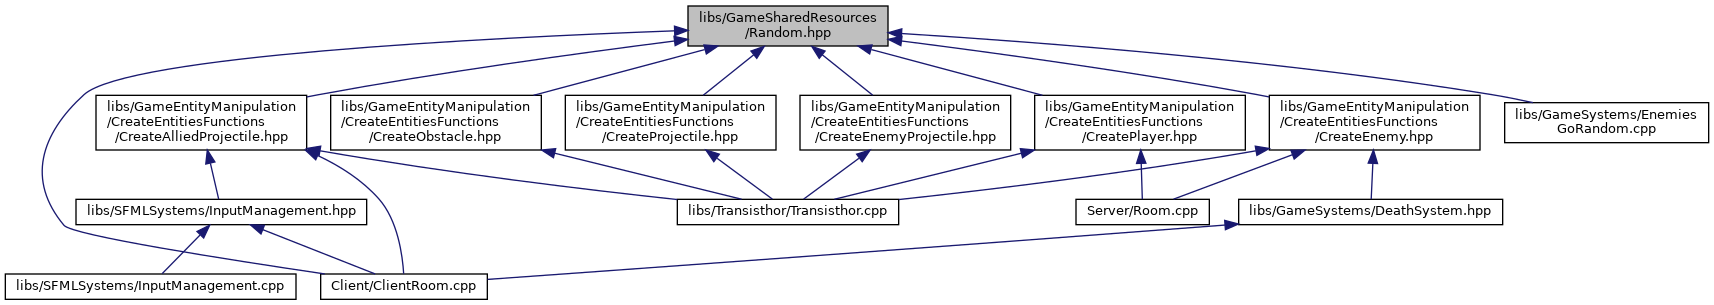 libs/GameSharedResources
/Random.hpp
libs/GameEntityManipulation
/CreateEntitiesFunctions
/CreateAlliedProjectile.hpp
libs/GameEntityManipulation
/CreateEntitiesFunctions
/CreateObstacle.hpp
libs/GameEntityManipulation
/CreateEntitiesFunctions
/CreateProjectile.hpp
libs/GameEntityManipulation
/CreateEntitiesFunctions
/CreateEnemyProjectile.hpp
libs/GameEntityManipulation
/CreateEntitiesFunctions
/CreatePlayer.hpp
libs/GameEntityManipulation
/CreateEntitiesFunctions
/CreateEnemy.hpp
libs/GameSystems/Enemies
GoRandom.cpp
libs/SFMLSystems/InputManagement.hpp
libs/Transisthor/Transisthor.cpp
Server/Room.cpp
libs/GameSystems/DeathSystem.hpp
libs/SFMLSystems/InputManagement.cpp
Client/ClientRoom.cpp